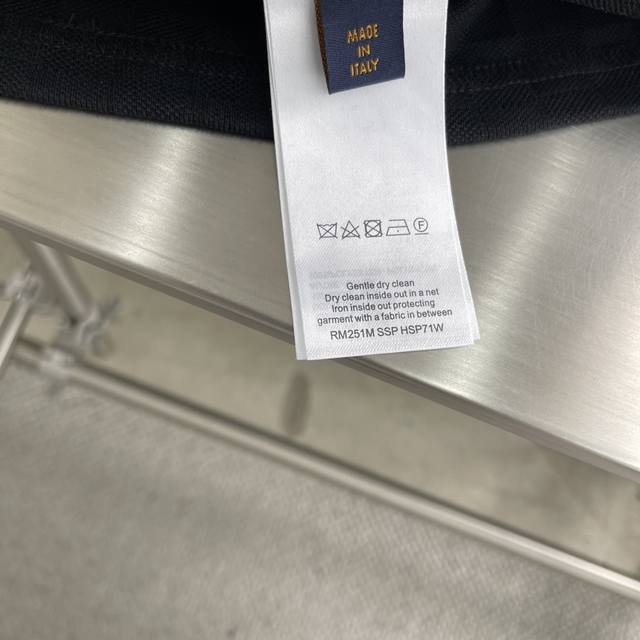 MADE
IN
ITALY
F
Gentle dry clean
Dry clean inside out in a net
Iron inside out protecting
garment with a fabric in between
RM251M SSP HSP71W